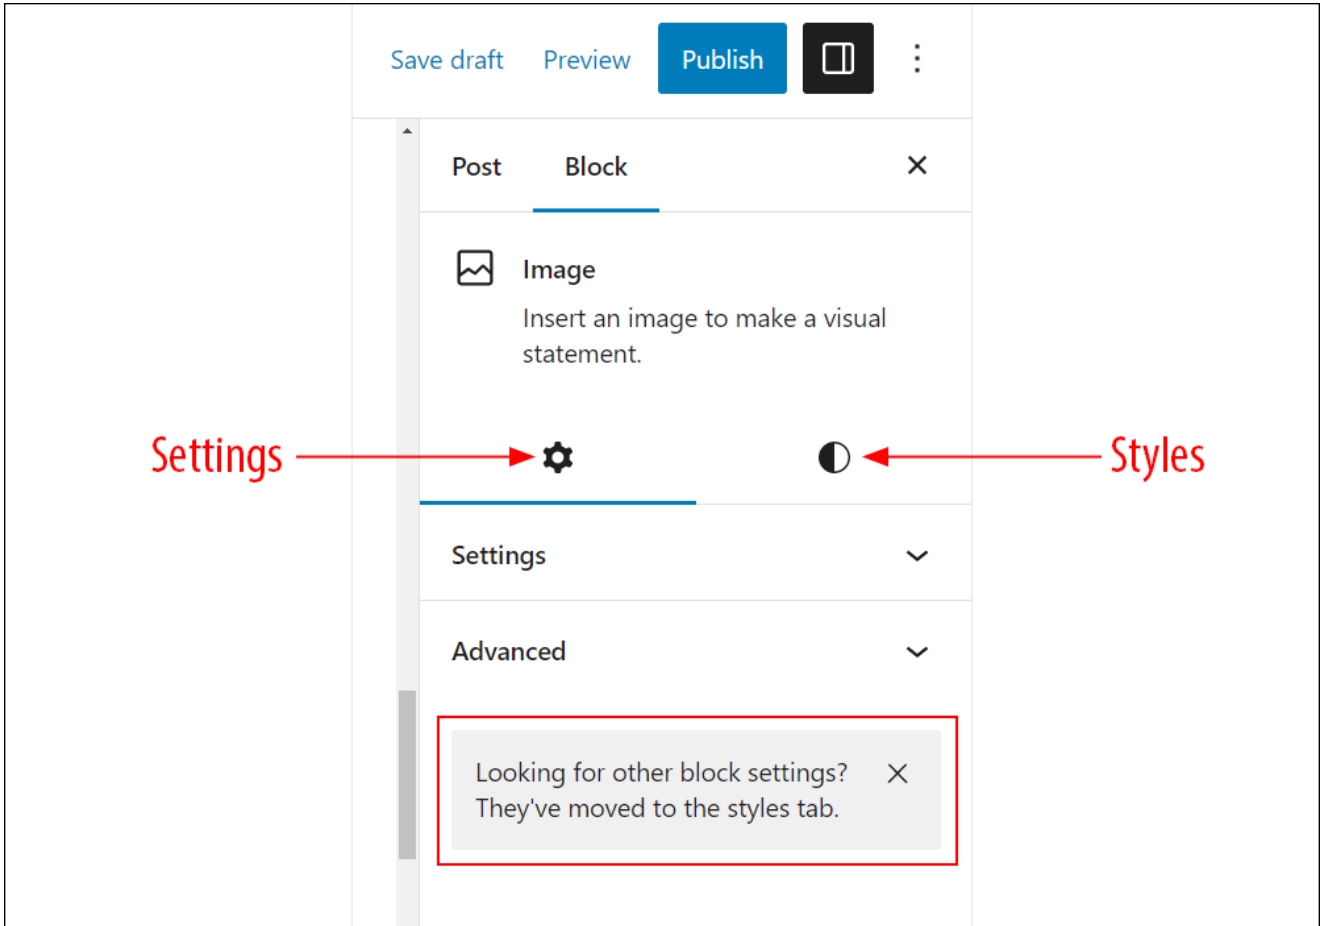 Save draft Preview Publish
Post Block
Image
Insert an image to make a visual
statement.
Settings Styles
Settings
Advanced
Looking for other block settings?
They've moved to the styles tab.